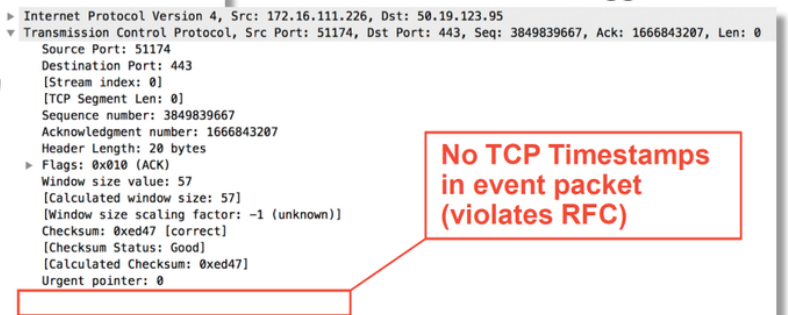 Internet Protocol Version 4, Src: 172.16.111.226, Dst: 50.19.123.95
Transmission Control Protocol, Src Port: 51174, Dst Port: 443, Seq: 3849839667, Ack: 1666843207, Len: 0
Source Port: 51174
Destination Port: 443
[Stream index: 0]
[TCP Segment Len: 0]
Sequence number: 3849839667
Acknowledgment number: 1666843207
Header Length: 20 bytes
Flags: 0x010 (ACK)
Window size value: 57
[Calculated window size: 57]
[Window size scaling factor: -1 (unknown)]
Checksum: 0xed47 [correct]
[Checksum Status: Good]
[Calculated Checksum: 0xed47]
Urgent pointer: 0
No TCP Timestamps
in event packet
(violates RFC)